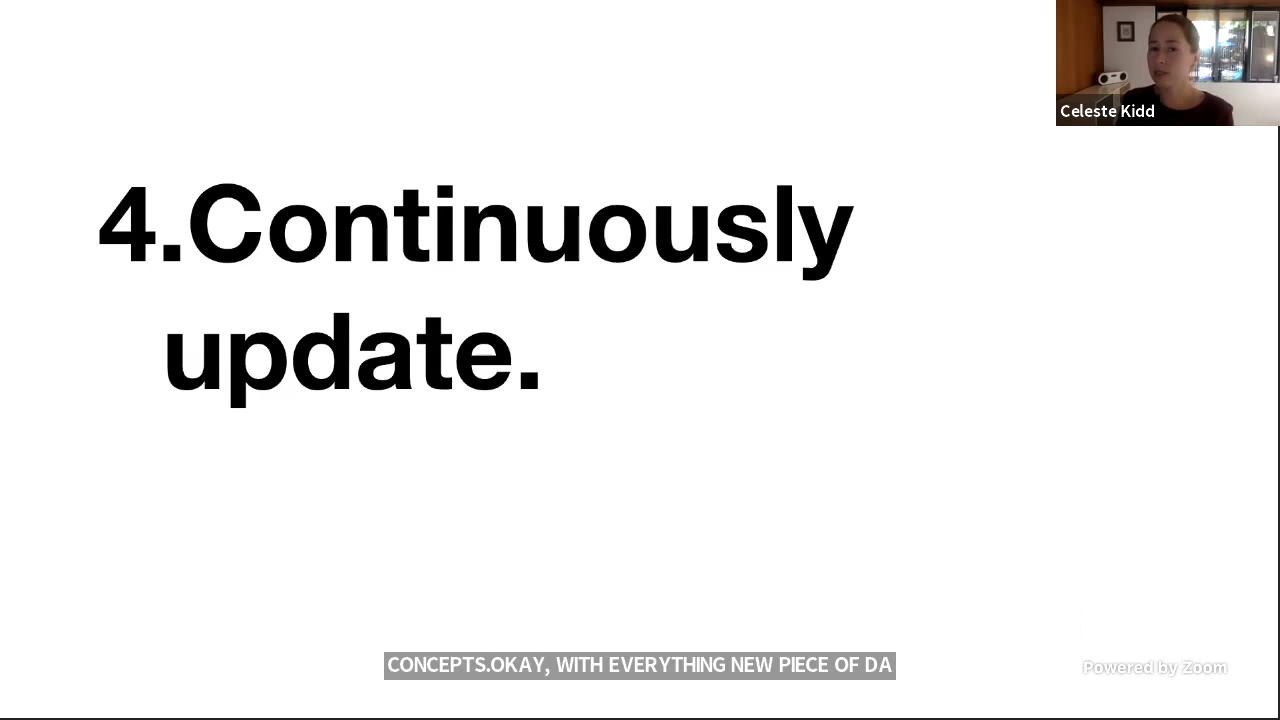 Celeste Kidd
4.Continuously
update.
CONCEPTS.OKAY, WITH EVERYTHING NEW PIECE OF DA
Powered by Zoom